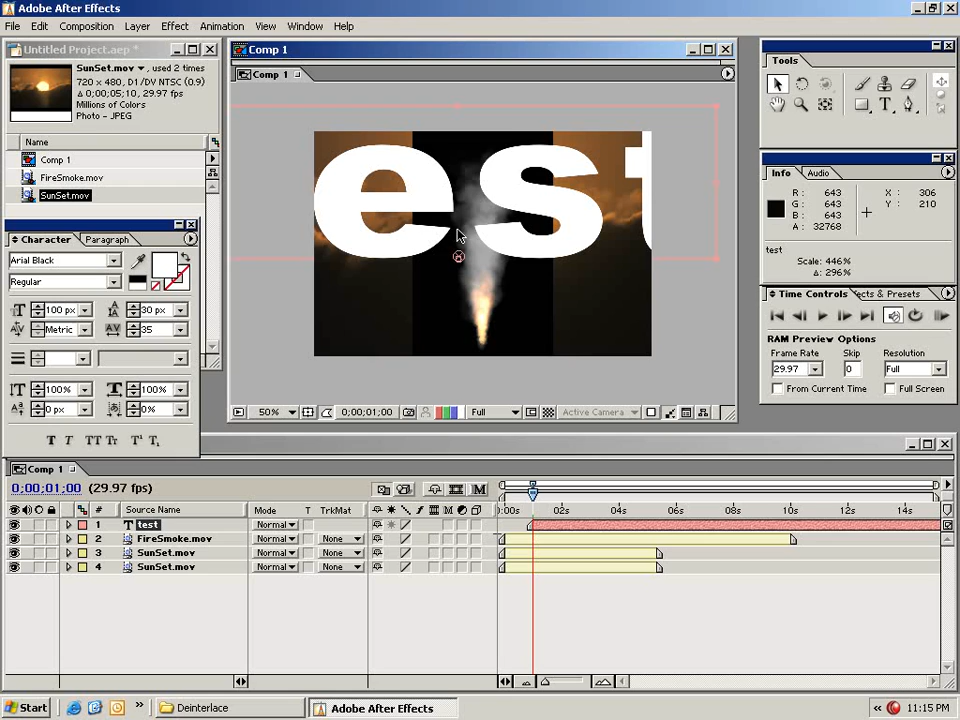 Adobe After Effects
File Edit Composition Layer Effect Animation View Window Help
Untitled Project.aep *
SunSet.mov ▼ , used 2 times
720 x 480, D1/DV NTSC (0.9)
Δ 0;00;05;10, 29.97 fps
Millions of Colors
Photo - JPEG
Name
Comp 1
FireSmoke.mov
SunSet.mov
Character Paragraph
Arial Black
Regular
100 px 30 px
Metric 35
100% 100%
0 px 0%
T T TT Tr T¹ T₁
Comp 1
Comp 1
est
50% 0;00;01;00 Full Active Camera
Tools
Info Audio
R: 643 X: 306
G: 643 Y: 210
B: 643
A: 32768
test
Scale: 446%
Δ: 296%
Time Controls ffects & Presets
RAM Preview Options
Frame Rate Skip Resolution
29.97 0 Full
From Current Time Full Screen
Comp 1
0;00;01;00 (29.97 fps)
# Source Name Mode T TrkMat :00s 02s 04s 06s 08s 10s 12s 14s
1 T test Normal
2 FireSmoke.mov Normal None
3 SunSet.mov Normal None
4 SunSet.mov Normal None
Start Deinterlace Adobe After Effects 11:15 PM